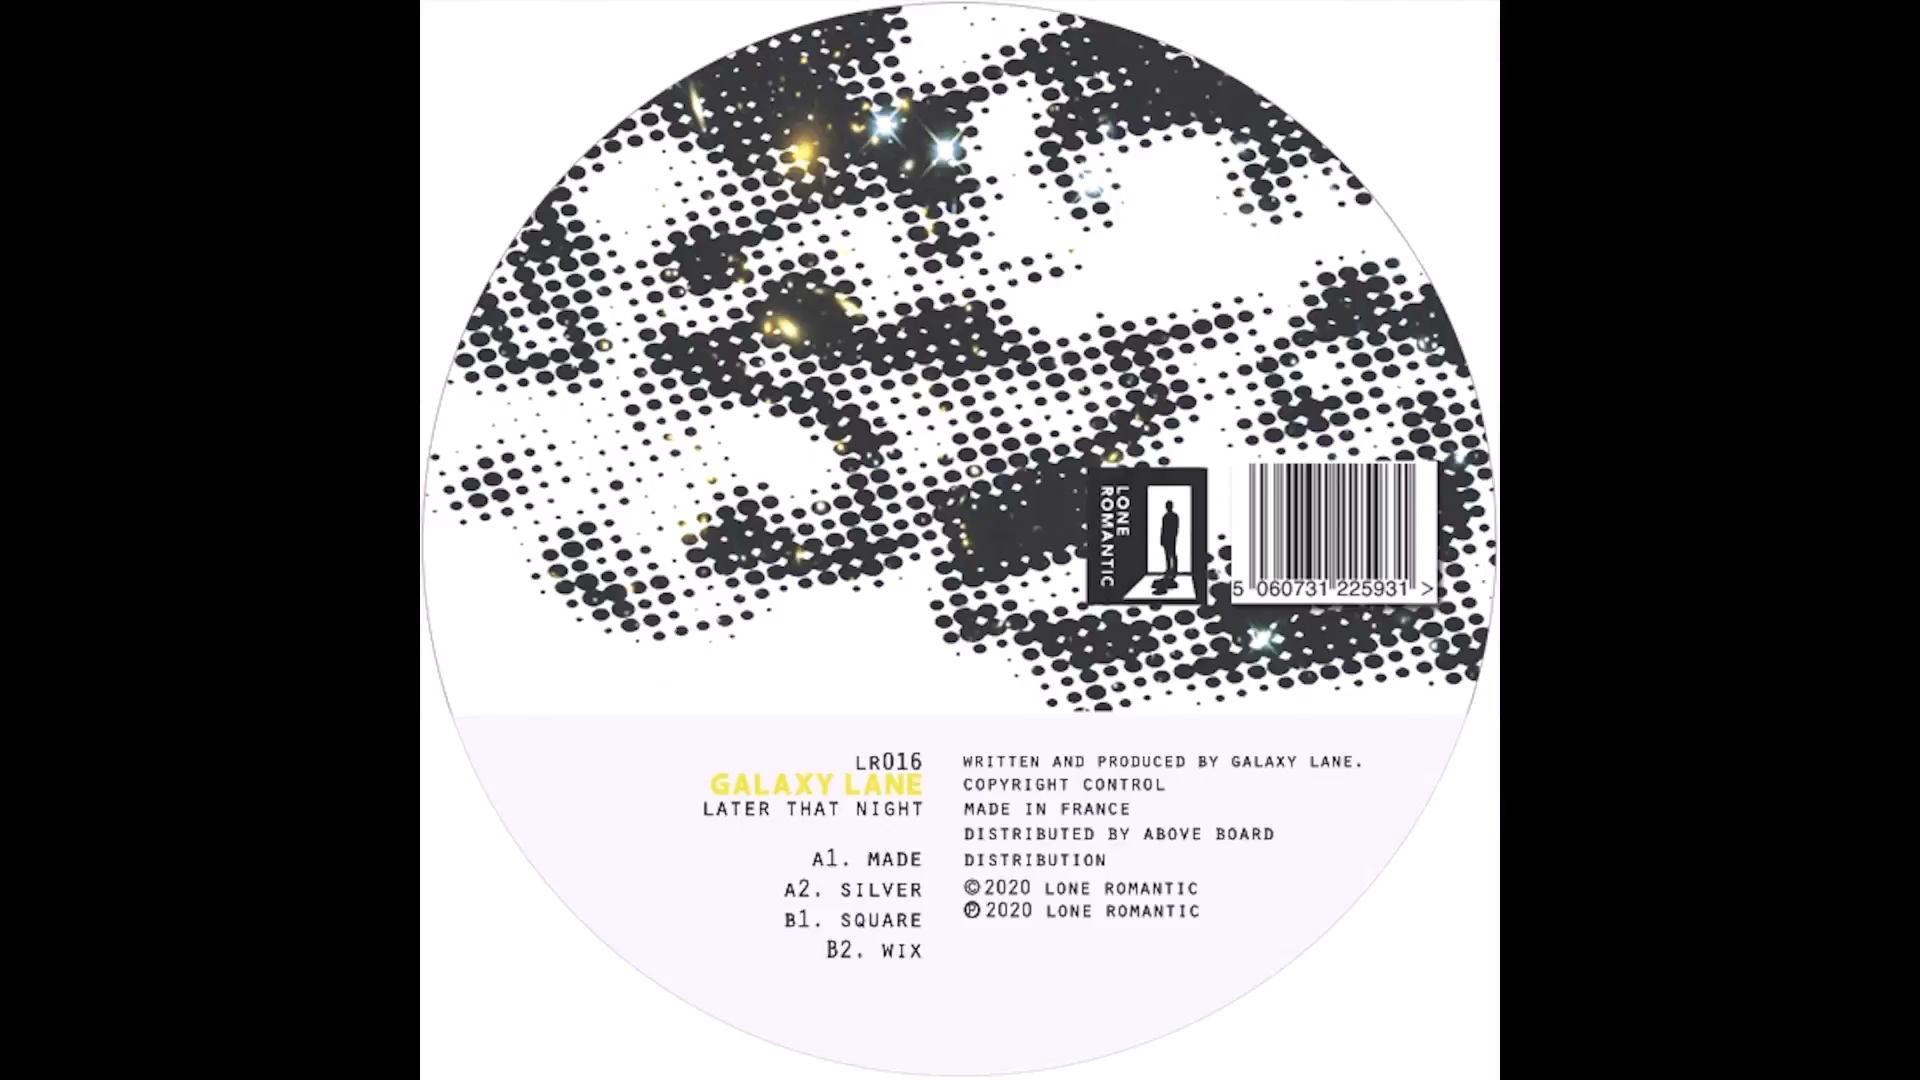 LONE
ROMANTIC
5 060731 225931 >
LR016
GALAXY LANE
LATER THAT NIGHT
A1. MADE
A2. SILVER
B1. SQUARE
B2. WIX
WRITTEN AND PRODUCED BY GALAXY LANE.
COPYRIGHT CONTROL
MADE IN FRANCE
DISTRIBUTED BY ABOVE BOARD
DISTRIBUTION
©2020 LONE ROMANTIC
℗2020 LONE ROMANTIC